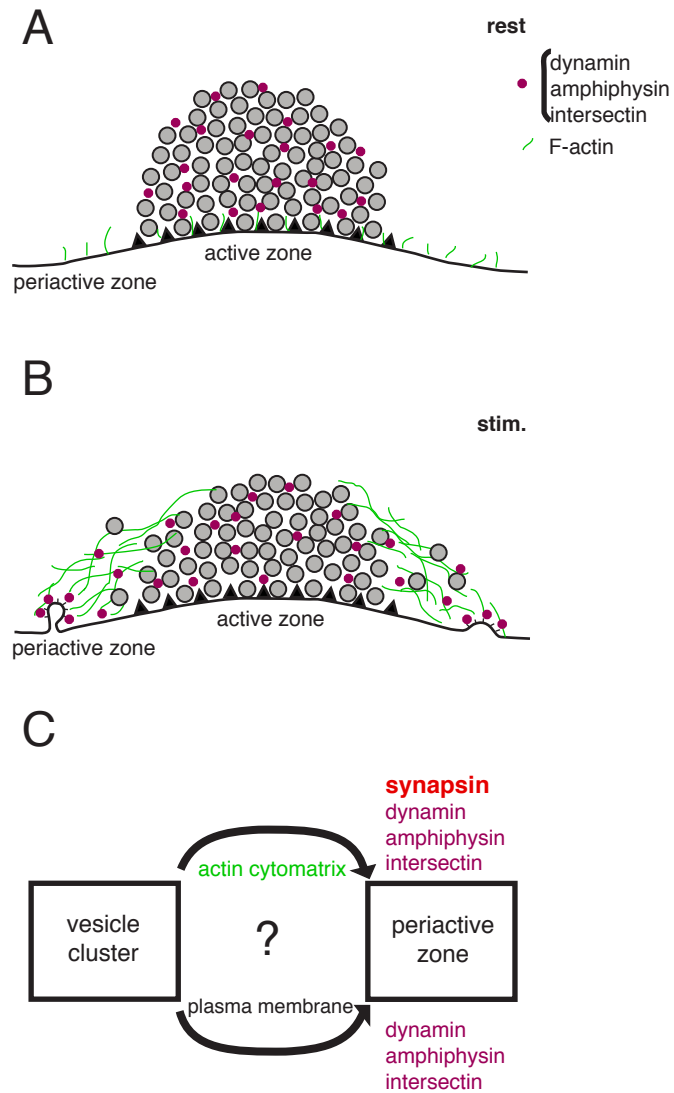 A
rest
dynamin
amphiphysin
intersectin
F-actin
active zone
periactive zone
B
stim.
active zone
periactive zone
C
synapsin
dynamin
amphiphysin
intersectin
actin cytomatrix
vesicle
cluster
?
periactive
zone
plasma membrane
dynamin
amphiphysin
intersectin